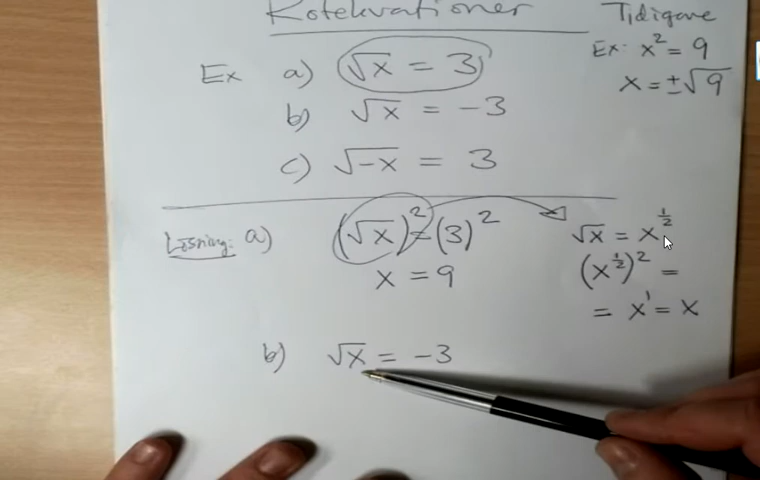 Rotekvationer
Tidigare
Ex: x² = 9
x = ±√9
Ex a) √x = 3
b) √x = -3
c) √-x = 3
Lösning: a) (√x)² = (3)²
x = 9
√x = x^(1/2)
(x^(1/2))² =
= x¹ = x
b) √x = -3